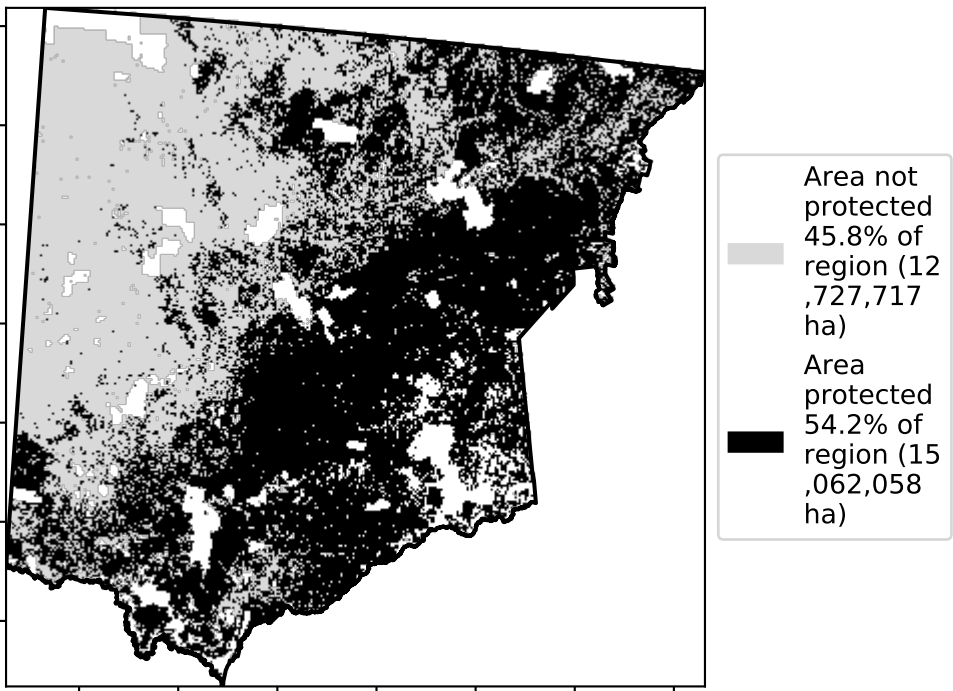 Area not
protected
45.8% of
region (12
,727,717
ha)
Area
protected
54.2% of
region (15
,062,058
ha)